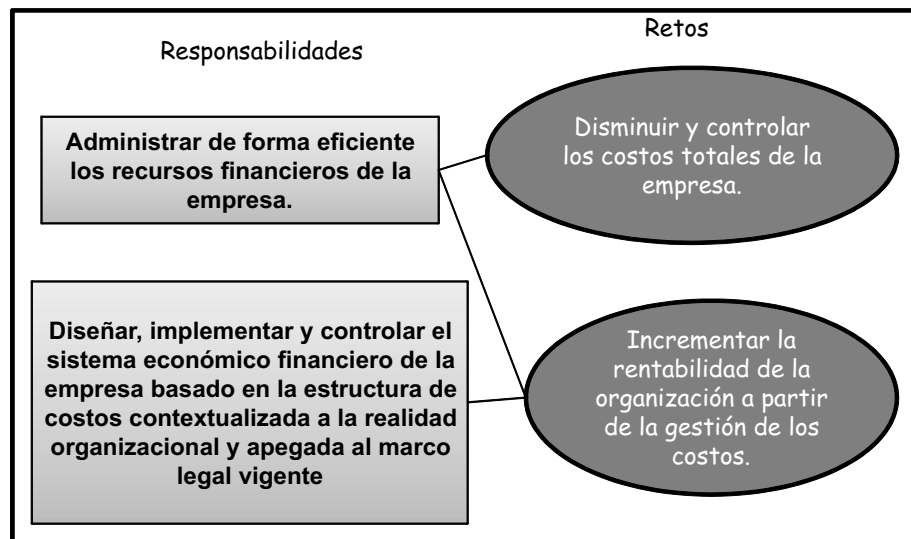 Responsabilidades
Retos
Administrar de forma eficiente
los recursos financieros de la
empresa.
Disminuir y controlar
los costos totales de la
empresa.
Diseñar, implementar y controlar el
sistema económico financiero de la
empresa basado en la estructura de
costos contextualizada a la realidad
organizacional y apegada al marco
legal vigente
Incrementar la
rentabilidad de la
organización a partir
de la gestión de los
costos.